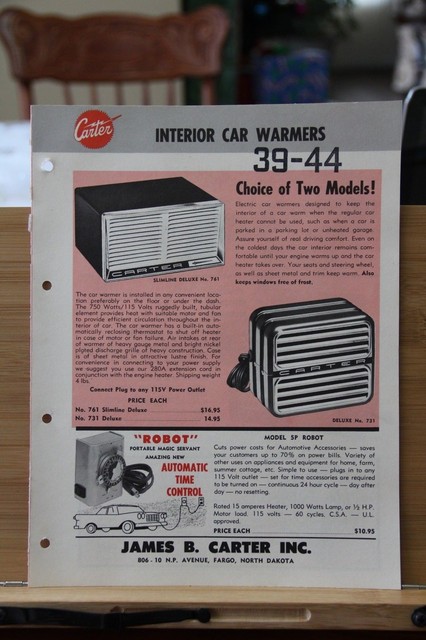 Carter
INTERIOR CAR WARMERS
39-44
Choice of Two Models!
Electric car warmers designed to keep the
interior of a car warm when the regular car
heater cannot be used, such as when a car
is parked in a parking lot or unheated garage.
Assure yourself of real driving comfort. Even on
the coldest days the car interior remains com-
fortable until your engine warms up and the car
heater takes over. Your seats and steering wheel,
as well as sheet metal and trim keep warm. Also
keeps windows free of frost.
CARTER
SLIMLINE DELUXE No. 761
The car warmer is installed in any convenient loca-
tion preferably on the floor or under the dash.
The 750 Watts/115 Volts ruggedly built, tubular
element provides heat with suitable motor and fan
to provide efficient circulation throughout the in-
terior of car. The car warmer has a built-in auto-
matically reclosing thermostat to shut off heater
in case of motor or fan failure. Air intakes at rear
of warmer of heavy gauge metal and bright nickel
plated discharge grille of heavy construction. Case
is of sheet metal in attractive lustre finish. For
convenience in connecting to your power supply
we suggest you use our 280A extension cord in
conjunction with the engine heater. Shipping weight
4 lbs.
Connect Plug to any 115V Power Outlet
PRICE EACH
No. 761 Slimline Deluxe $16.95
No. 731 Deluxe 14.95
CARTER
DELUXE No. 731
"ROBOT"
PORTABLE MAGIC SERVANT
AMAZING NEW
AUTOMATIC
TIME
CONTROL
MODEL SP ROBOT
Cuts power costs for Automotive Accessories — saves
your customers up to 70% on power bills. Variety of
other uses on appliances and equipment for home, farm,
summer cottage, etc. Simple to use — plugs in to any
115 Volt outlet — set for time accessories are required
to be turned on — continuous 24 hour cycle — day after
day — no resetting.
Rated 15 amperes Heater, 1000 Watts Lamp, or ½ H.P.
Motor load. 115 volts — 60 cycles. C.S.A. — U.L.
approved.
PRICE EACH $10.95
JAMES B. CARTER INC.
806 - 10 N.P. AVENUE, FARGO, NORTH DAKOTA